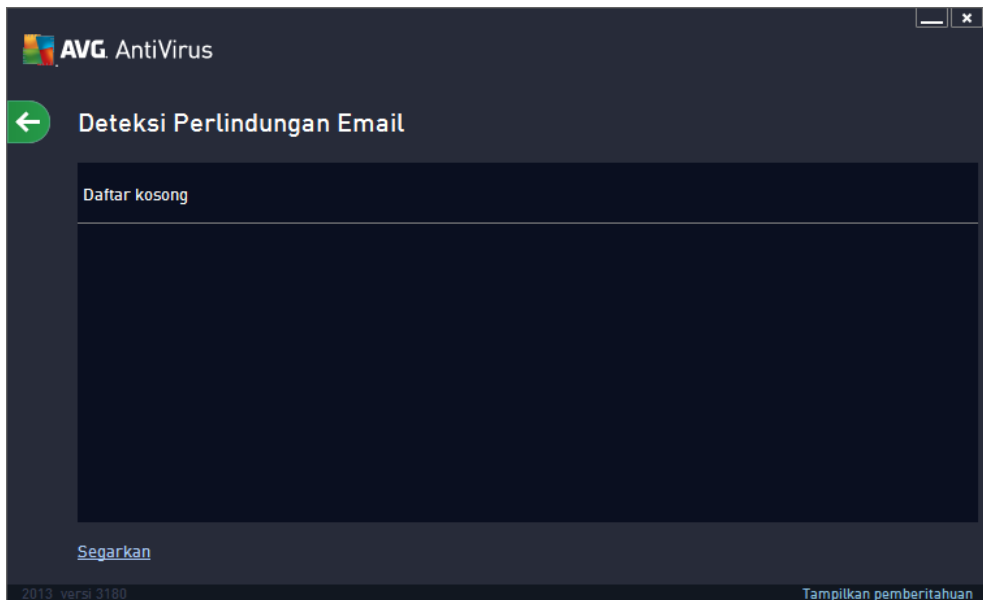 AVG. AntiVirus
Deteksi Perlindungan Email
Daftar kosong
Segarkan
2013 versi 3180
Tampilkan pemberitahuan